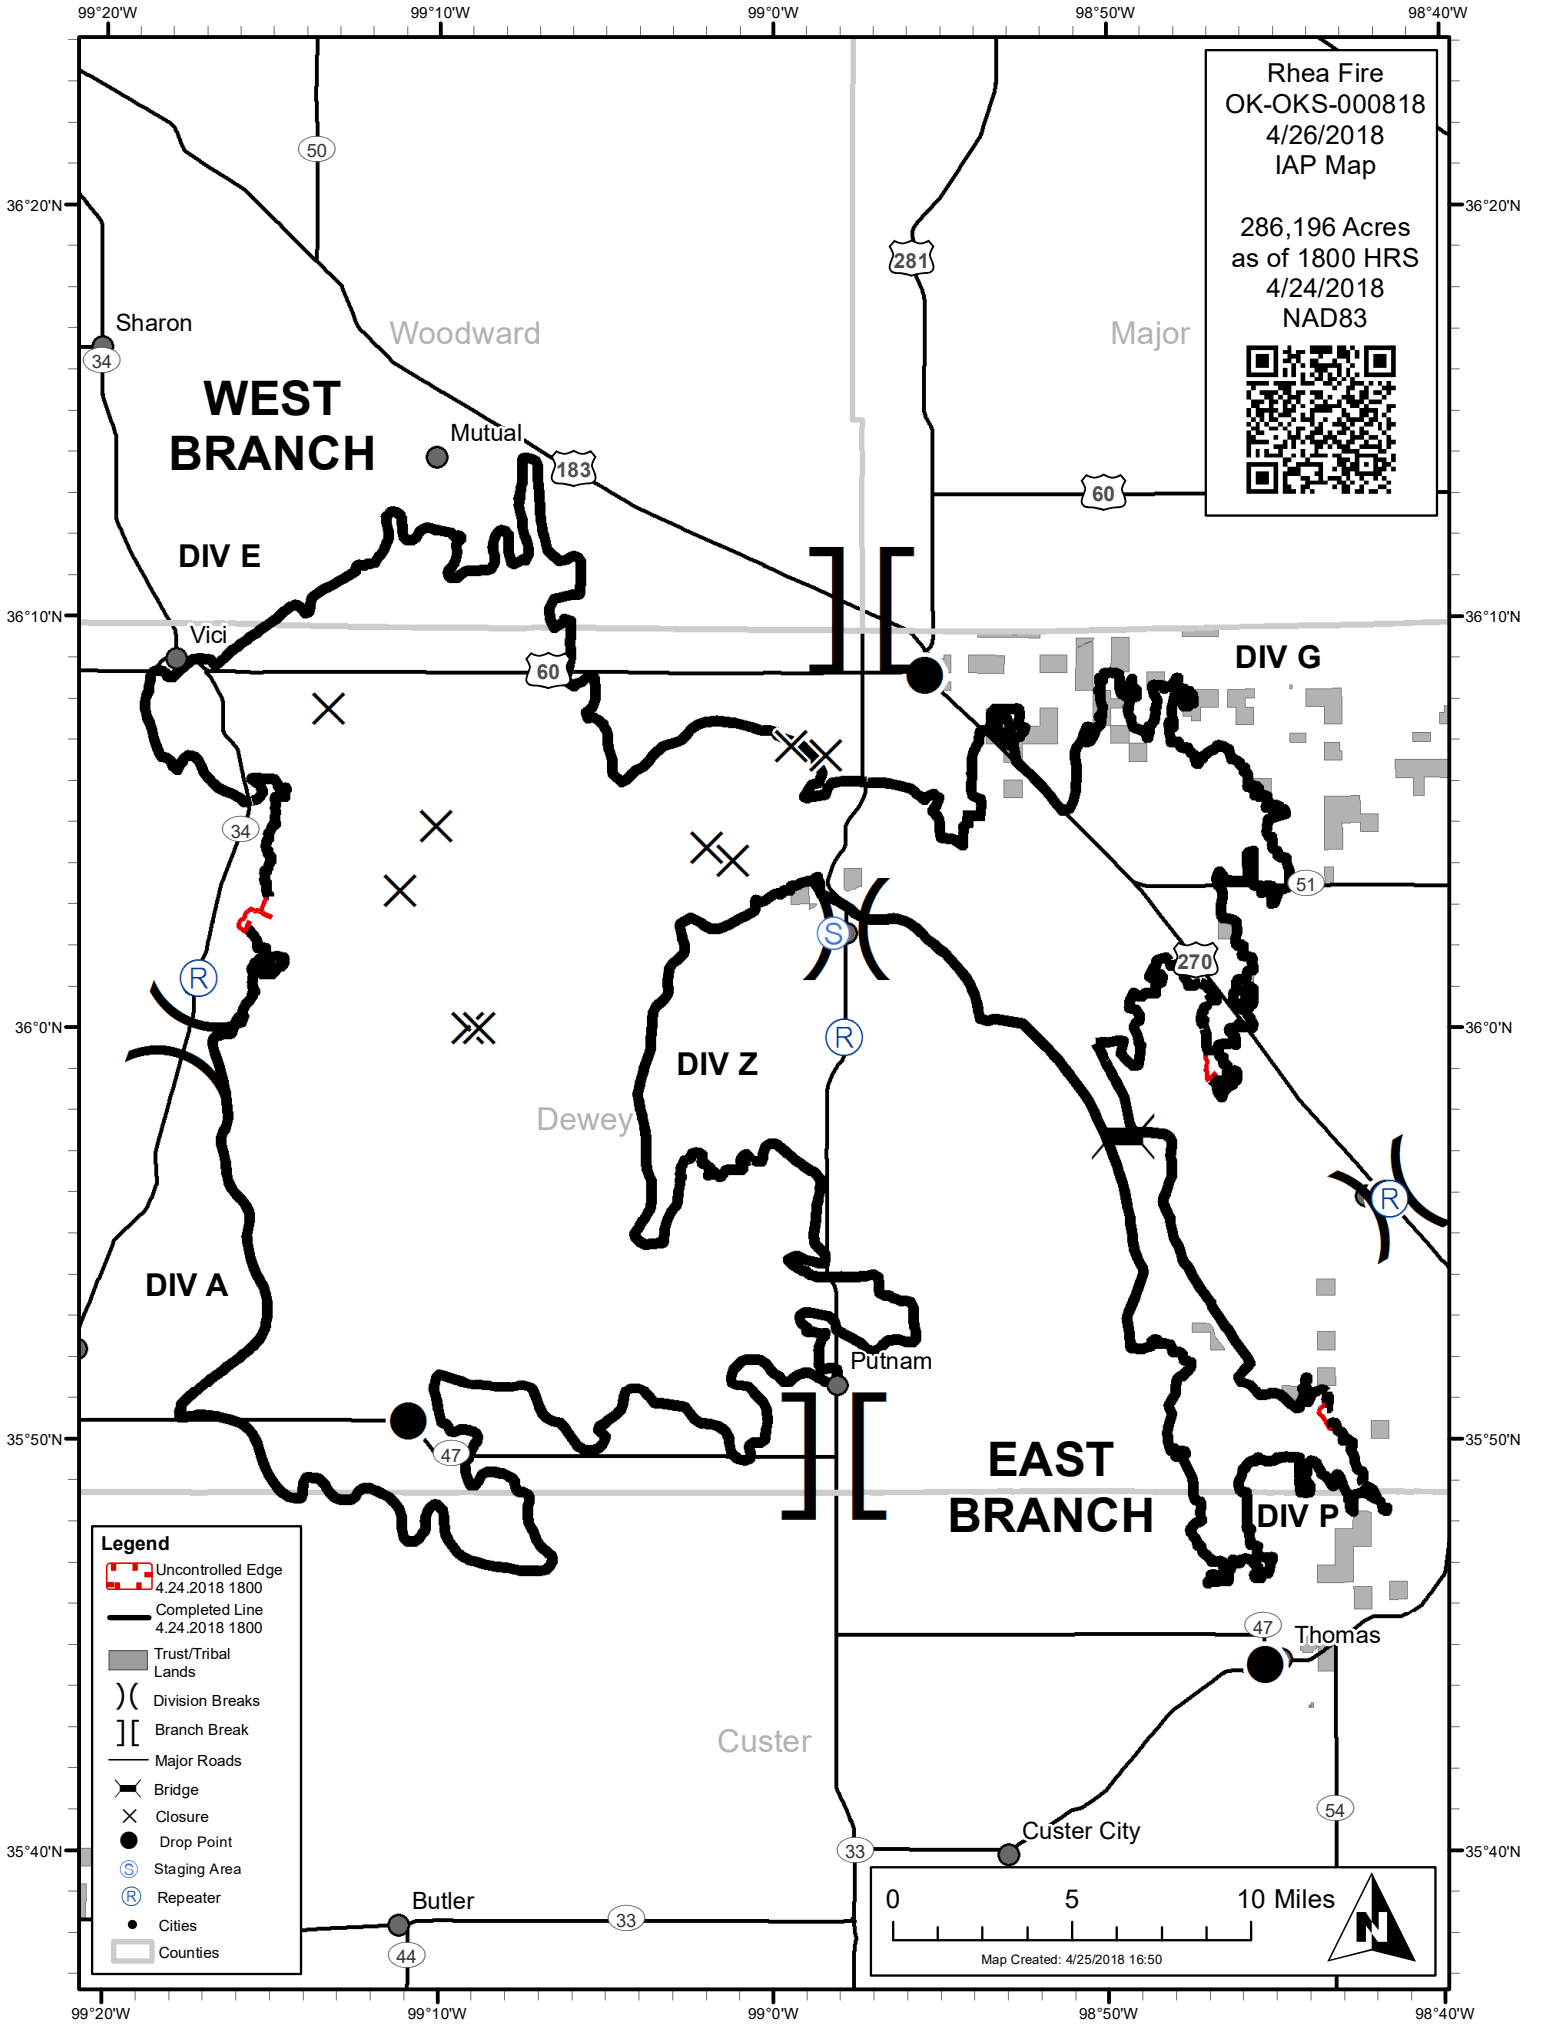 99°20'W
99°10'W
99°0'W
98°50'W
98°40'W
Rhea Fire
OK-OKS-000818
4/26/2018
IAP Map
286,196 Acres
as of 1800 HRS
4/24/2018
NAD83
50
36°20'N
36°20'N
281
Sharon
34
Woodward
Major
WEST
BRANCH
Mutual
183
60
DIV E
36°10'N
36°10'N
Vici
60
DIV G
34
51
S
270
R
36°0'N
36°0'N
R
DIV Z
Dewey
R
DIV A
Putnam
35°50'N
35°50'N
47
EAST
BRANCH
DIV P
Legend
Uncontrolled Edge
4.24.2018 1800
Completed Line
4.24.2018 1800
Trust/Tribal
Lands
Division Breaks
Branch Break
Major Roads
Bridge
Closure
Drop Point
S
Staging Area
R
Repeater
Cities
Counties
47
Thomas
Custer
54
Custer City
33
35°40'N
35°40'N
Butler
33
44
0
5
10 Miles
N
Map Created: 4/25/2018 16:50
99°20'W
99°10'W
99°0'W
98°50'W
98°40'W